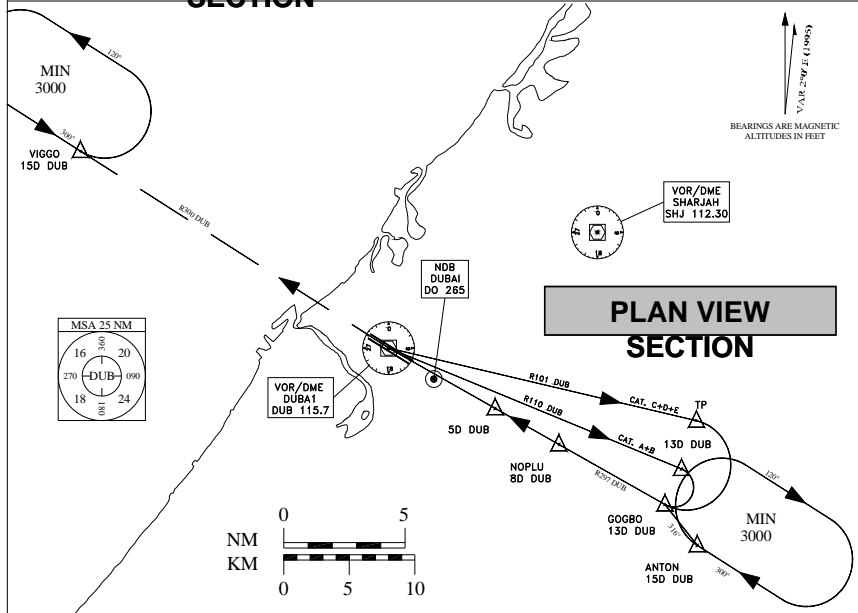 SECTION
120°
MIN
3000
300°
VIGGO
15D DUB
R300 DUB
VAR 2°0' E (1995)
BEARINGS ARE MAGNETIC
ALTITUDES IN FEET
VOR/DME
SHARJAH
SHJ 112.30
NDB
DUBAI
DO 265
PLAN VIEW
SECTION
MSA 25 NM
360
16
20
270
DUB
090
18
24
180
VOR/DME
DUBA1
DUB 115.7
R101 DUB
CAT. C+D+E
TP
R110 DUB
CAT. A+B
13D DUB
5D DUB
NOPLU
8D DUB
R297 DUB
120°
GOGBO
13D DUB
316°
MIN
3000
ANTON
15D DUB
300°
0
5
NM
KM
0
5
10